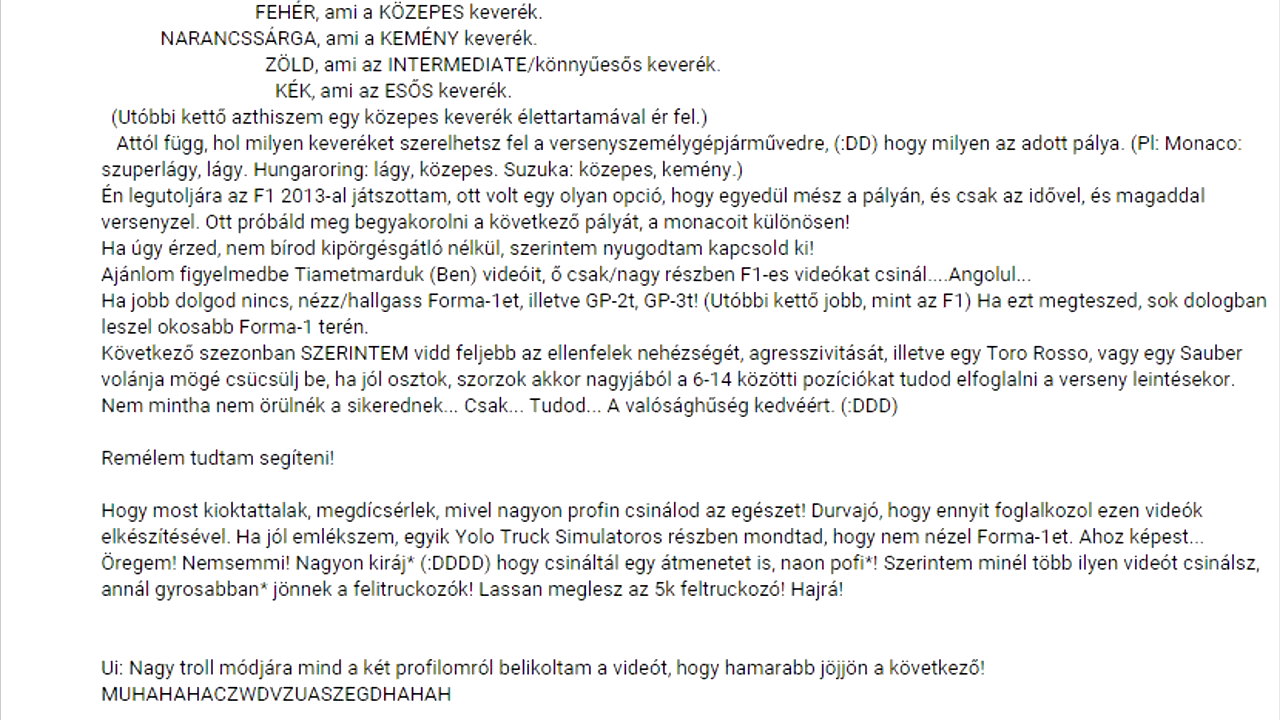 FEHÉR, ami a KÖZEPES keverék.
NARANCSSÁRGA, ami a KEMÉNY keverék.
ZÖLD, ami az INTERMEDIATE/könnyűesős keverék.
KÉK, ami az ESŐS keverék.
(Utóbbi kettő azthiszem egy közepes keverék élettartamával ér fel.)
Attól függ, hol milyen keveréket szerelhetsz fel a versenyszemélygépjárművedre, (:DD) hogy milyen az adott pálya. (Pl: Monaco:
szuperlágy, lágy. Hungaroring: lágy, közepes. Suzuka: közepes, kemény.)
Én legutoljára az F1 2013-al játszottam, ott volt egy olyan opció, hogy egyedül mész a pályán, és csak az idővel, és magaddal
versenyzel. Ott próbáld meg begyakorolni a következő pályát, a monacoit különösen!
Ha úgy érzed, nem bírod kipörgésgátló nélkül, szerintem nyugodtam kapcsold ki!
Ajánlom figyelmedbe Tiametmarduk (Ben) videóit, ő csak/nagy részben F1-es videókat csinál....Angolul...
Ha jobb dolgod nincs, nézz/hallgass Forma-1et, illetve GP-2t, GP-3t! (Utóbbi kettő jobb, mint az F1) Ha ezt megteszed, sok dologban
leszel okosabb Forma-1 terén.
Következő szezonban SZERINTEM vidd feljebb az ellenfelek nehézségét, agresszivitását, illetve egy Toro Rosso, vagy egy Sauber
volánja mögé csücsülj be, ha jól osztok, szorzok akkor nagyjából a 6-14 közötti pozíciókat tudod elfoglalni a verseny leintésekor.
Nem mintha nem örülnék a sikerednek... Csak... Tudod... A valósághűség kedvéért. (:DDD)
Remélem tudtam segíteni!
Hogy most kioktattalak, megdícsérlek, mivel nagyon profin csinálod az egészet! Durvajó, hogy ennyit foglalkozol ezen videók
elkészítésével. Ha jól emlékszem, egyik Yolo Truck Simulatoros részben mondtad, hogy nem nézel Forma-1et. Ahoz képest...
Öregem! Nemsemmi! Nagyon kiráj* (:DDDD) hogy csináltál egy átmenetet is, naon pofi*! Szerintem minél több ilyen videót csinálsz,
annál gyrosabban* jönnek a felitruckozók! Lassan meglesz az 5k feltruckozó! Hajrá!
Ui: Nagy troll módjára mind a két profilomról belikoltam a videót, hogy hamarabb jöjjön a következő!
MUHAHAHACZWDVZUASZEGDHAHAH